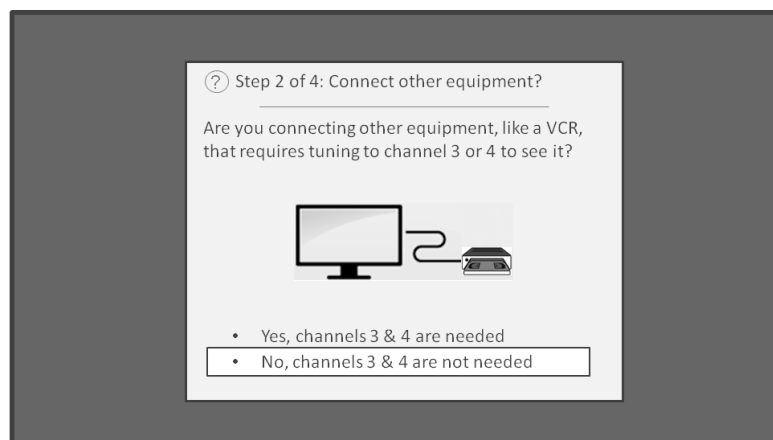 ? Step 2 of 4: Connect other equipment?
Are you connecting other equipment, like a VCR,
that requires tuning to channel 3 or 4 to see it?
• Yes, channels 3 & 4 are needed
• No, channels 3 & 4 are not needed